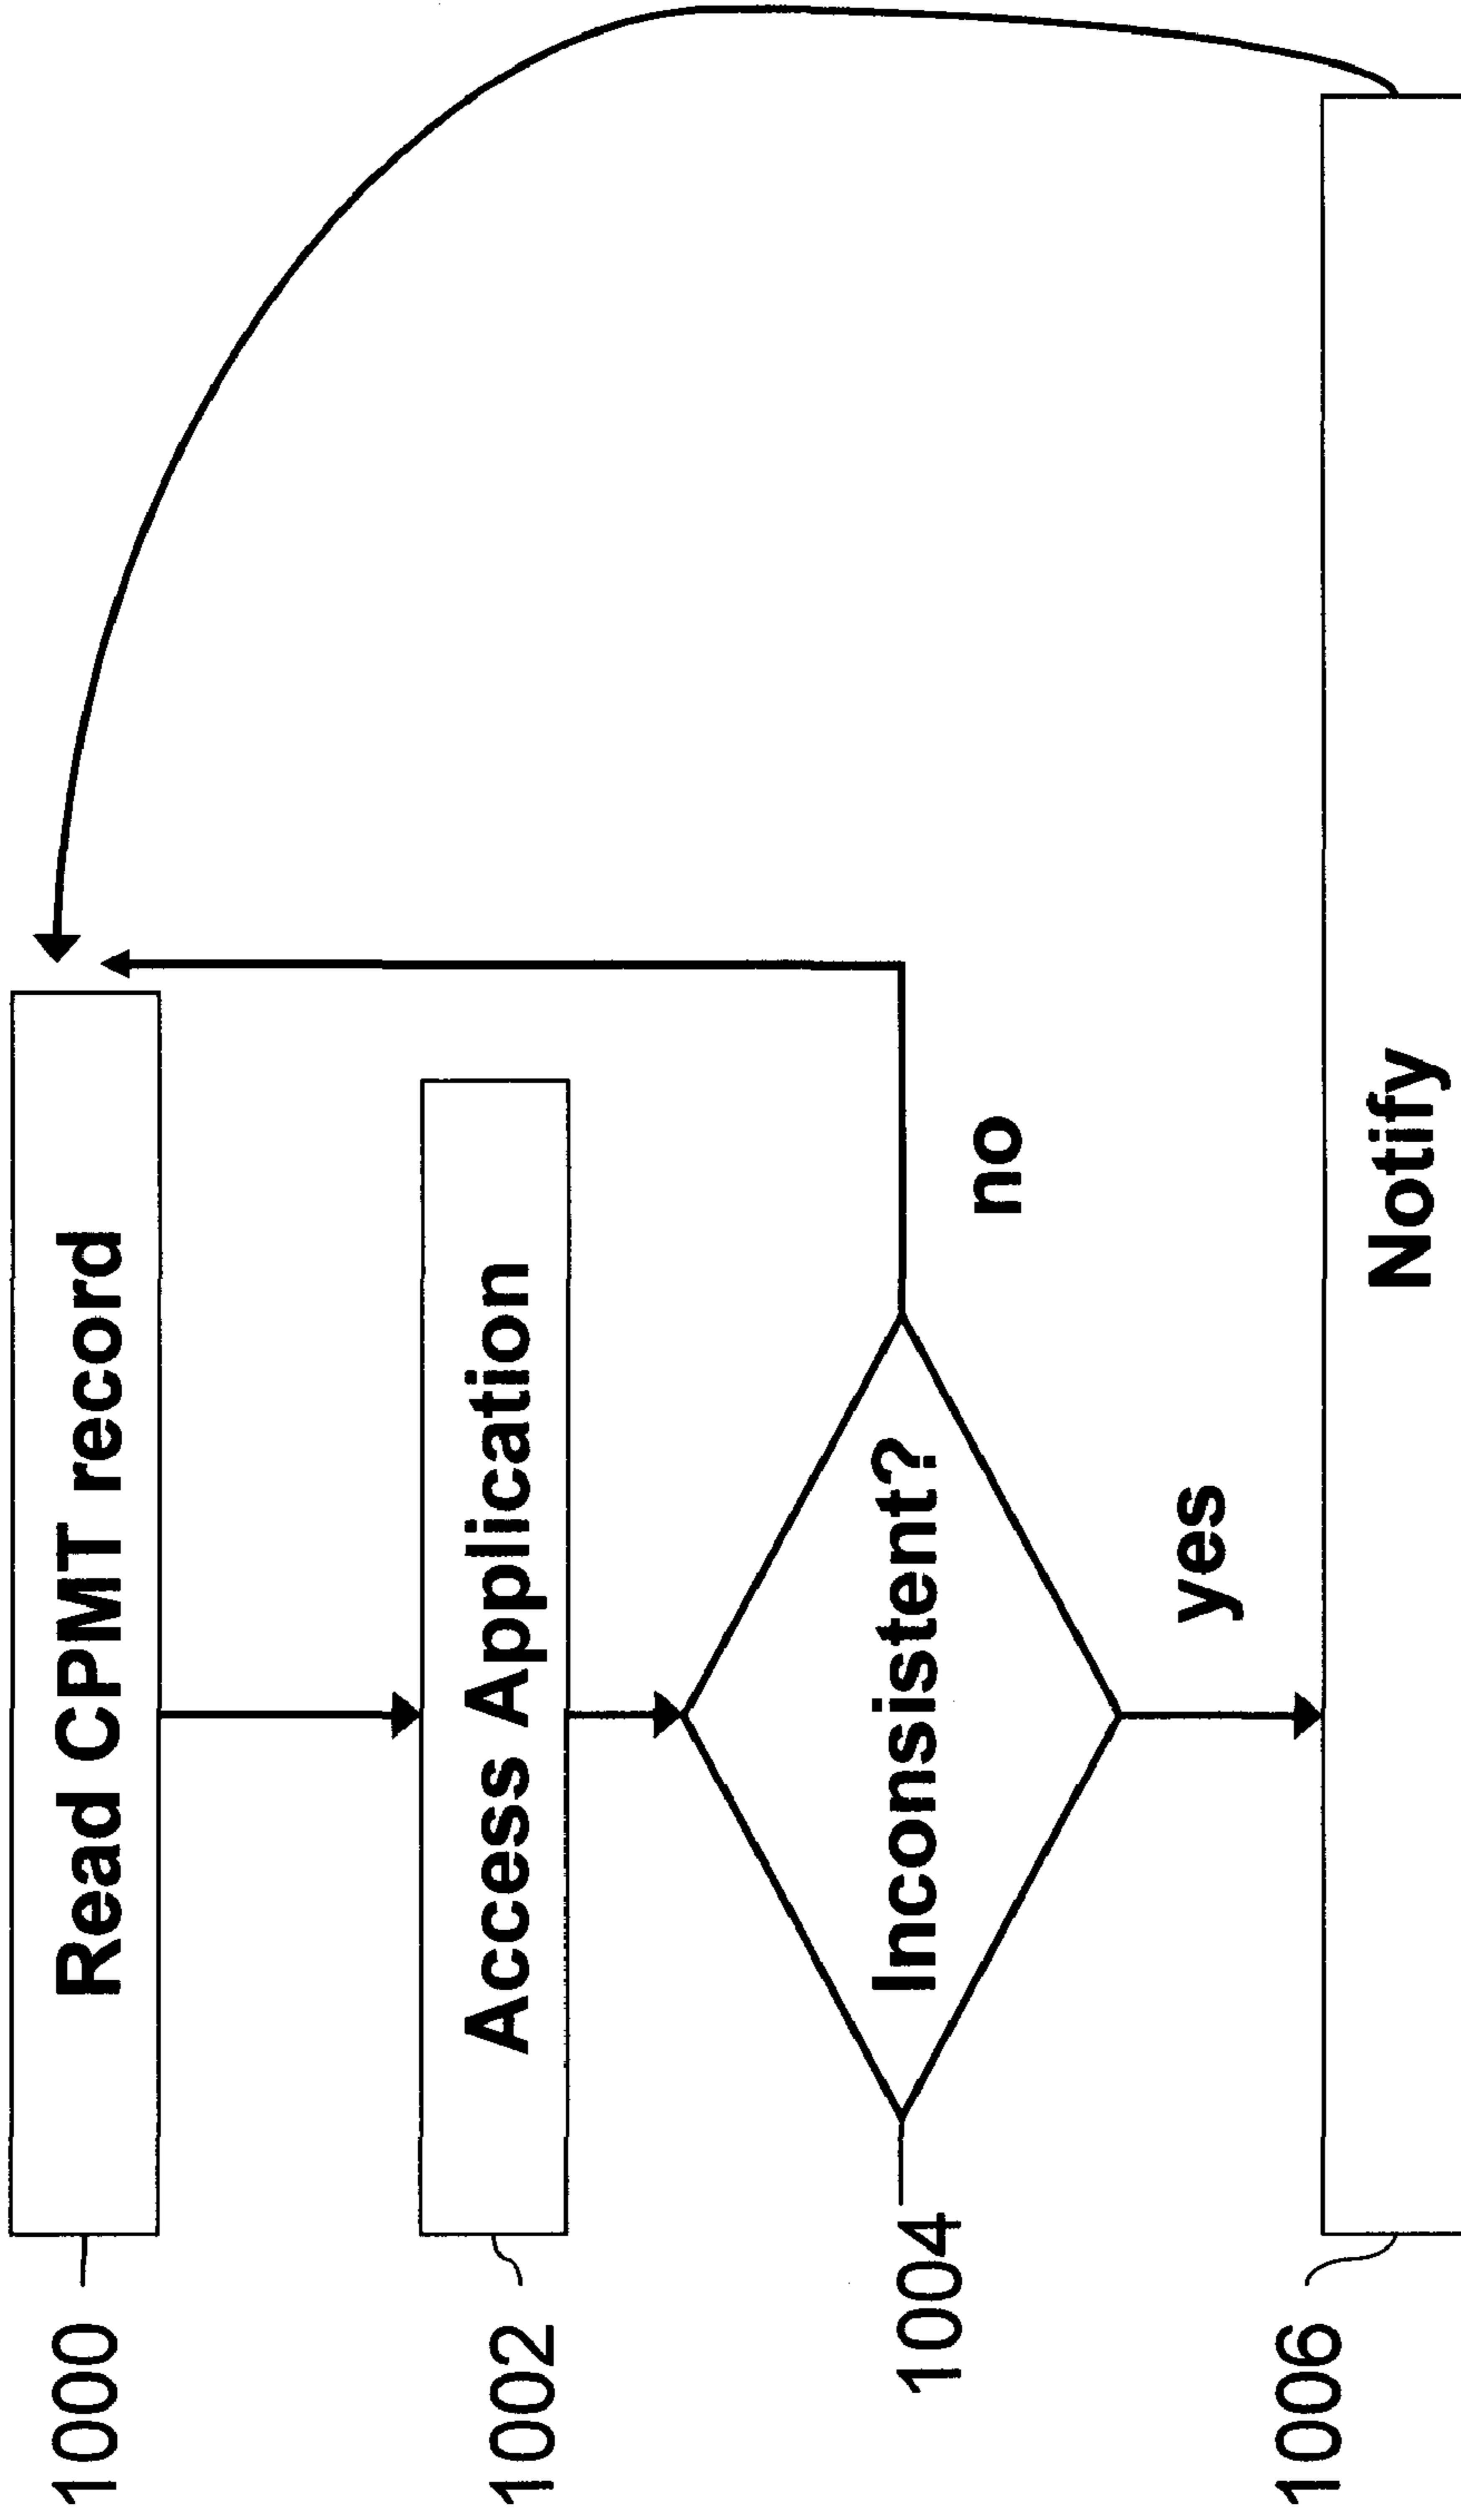 1000
Read CPMT record
1002
Access Application
1004
Inconsistent?
no
yes
1006
Notify